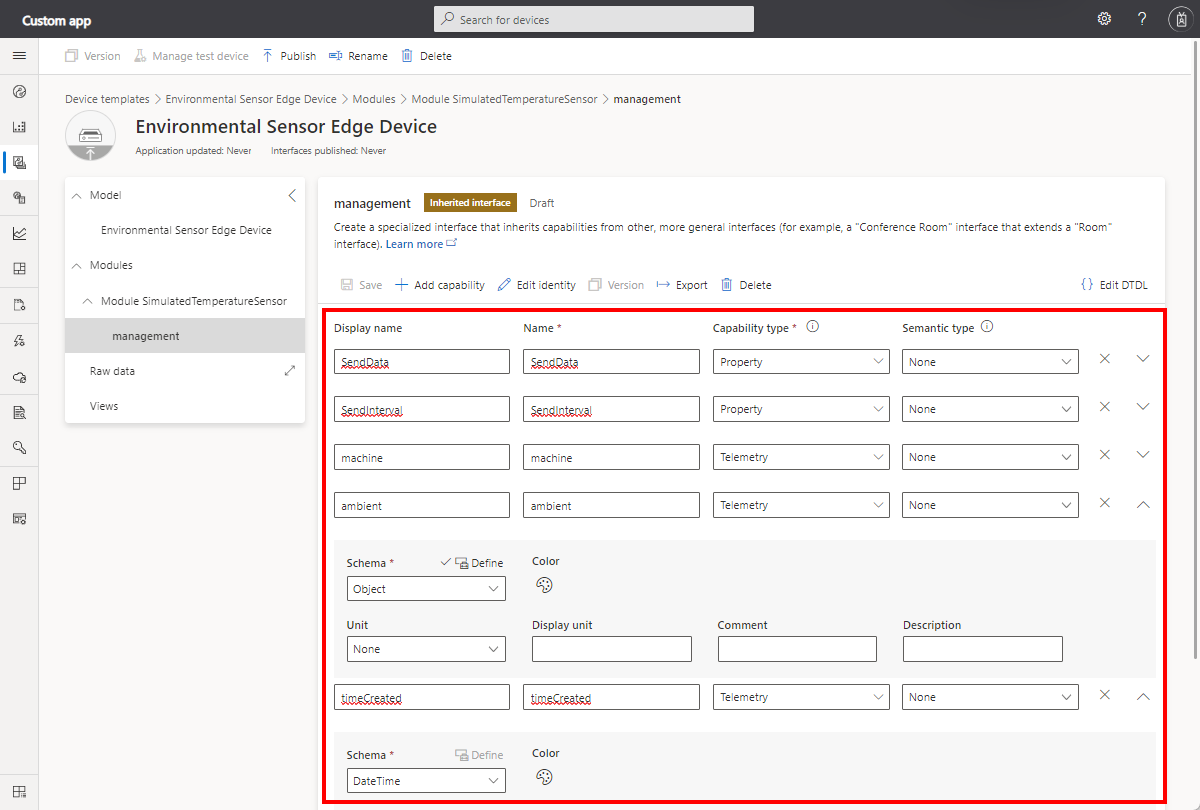 Custom app
Search for devices
?
Version
Manage test device
Publish
Rename
Delete
Device templates > Environmental Sensor Edge Device > Modules > Module SimulatedTemperatureSensor > management
Environmental Sensor Edge Device
Application updated: Never Interfaces published: Never
Model
Environmental Sensor Edge Device
Modules
Module SimulatedTemperatureSensor
management
Raw data
Views
management Inherited interface Draft
Create a specialized interface that inherits capabilities from other, more general interfaces (for example, a "Conference Room" interface that extends a "Room"
interface). Learn more
Save Add capability Edit identity Version Export Delete {} Edit DTDL
Display name Name * Capability type * Semantic type
SendData SendData Property None
SendInterval SendInterval Property None
machine machine Telemetry None
ambient ambient Telemetry None
Schema * Define Color
Object
Unit Display unit Comment Description
None
timeCreated timeCreated Telemetry None
Schema * Define Color
DateTime